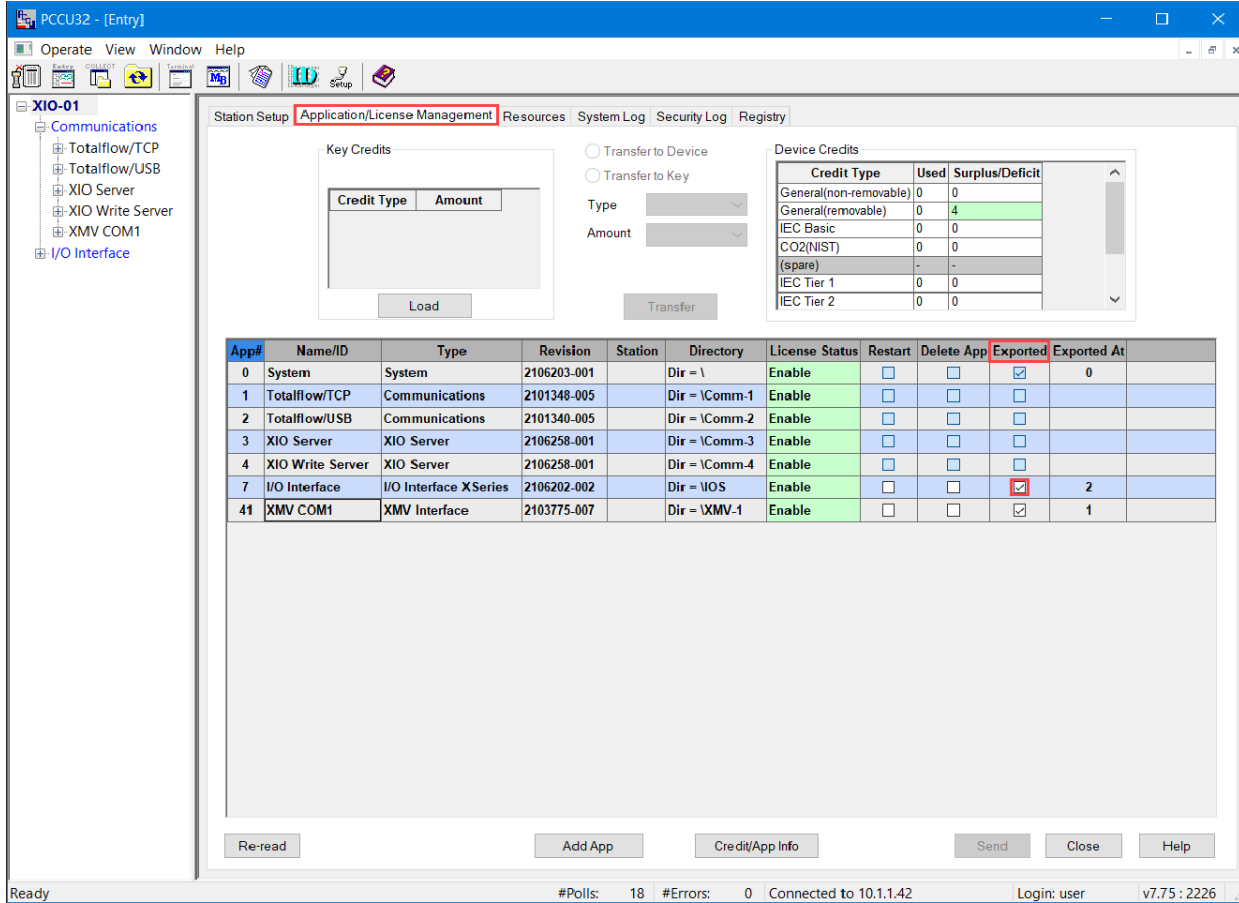 PCCU32 - [Entry]
Operate View Window Help
Entry COLLECT Terminal MB ID Setup
XIO-01
Communications
Totalflow/TCP
Totalflow/USB
XIO Server
XIO Write Server
XMV COM1
I/O Interface
Station Setup Application/License Management Resources System Log Security Log Registry
Key Credits
Credit Type Amount
Load
Transfer to Device
Transfer to Key
Type
Amount
Transfer
Device Credits
Credit Type Used Surplus/Deficit
General(non-removable) 0 0
General(removable) 0 4
IEC Basic 0 0
CO2(NIST) 0 0
(spare) - -
IEC Tier 1 0 0
IEC Tier 2 0 0
App# Name/ID Type Revision Station Directory License Status Restart Delete App Exported Exported At
0 System System 2106203-001 Dir = \ Enable 0
1 Totalflow/TCP Communications 2101348-005 Dir = \Comm-1 Enable
2 Totalflow/USB Communications 2101340-005 Dir = \Comm-2 Enable
3 XIO Server XIO Server 2106258-001 Dir = \Comm-3 Enable
4 XIO Write Server XIO Server 2106258-001 Dir = \Comm-4 Enable
7 I/O Interface I/O Interface XSeries 2106202-002 Dir = \IOS Enable 2
41 XMV COM1 XMV Interface 2103775-007 Dir = \XMV-1 Enable 1
Re-read Add App Credit/App Info Send Close Help
Ready #Polls: 18 #Errors: 0 Connected to 10.1.1.42 Login: user v7.75 : 2226